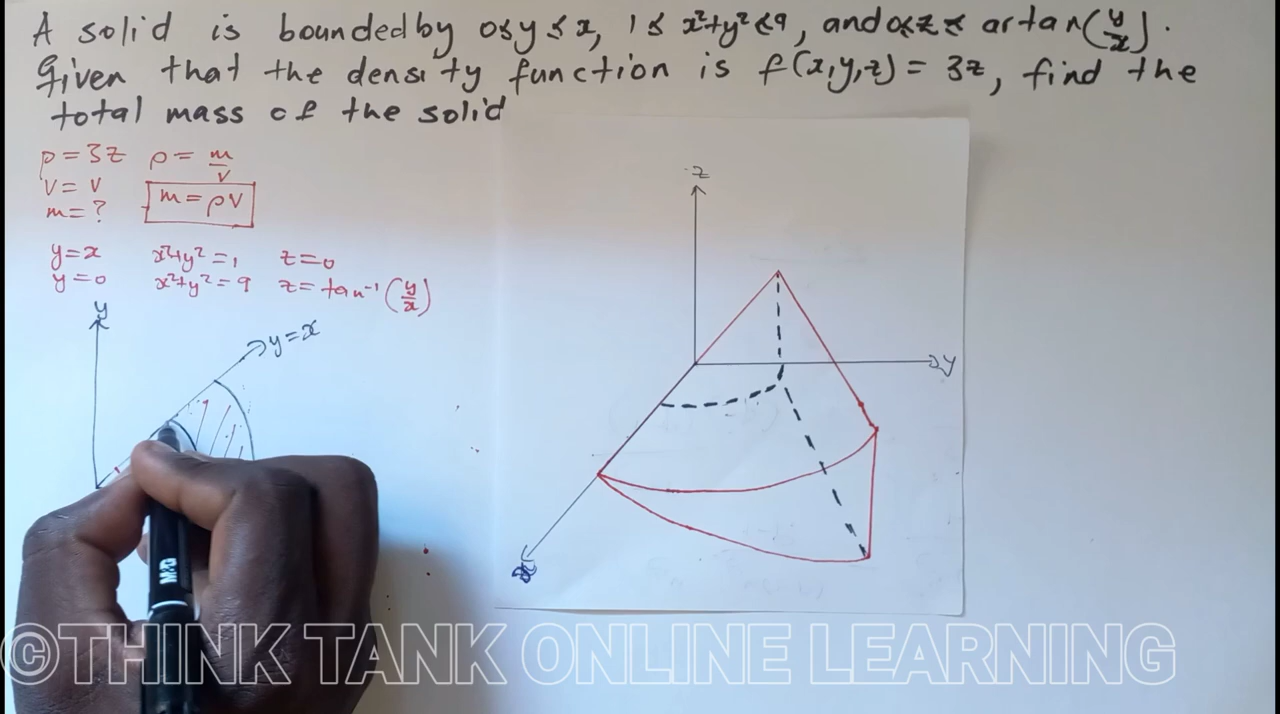 A solid is bounded by 0≤y≤x, 1≤ x²+y²≤9, and 0≤z≤ artan(y/x).
Given that the density function is f(x,y,z) = 3z, find the
total mass of the solid
ρ=3z ρ= m/v
V= V
m=ρV
m=?
y=x x²+y²=1 z=0
y=0 x²+y²=9 z=tan⁻¹(y/x)
y
y=x
z
y
M&G
©THINK TANK ONLINE LEARNING